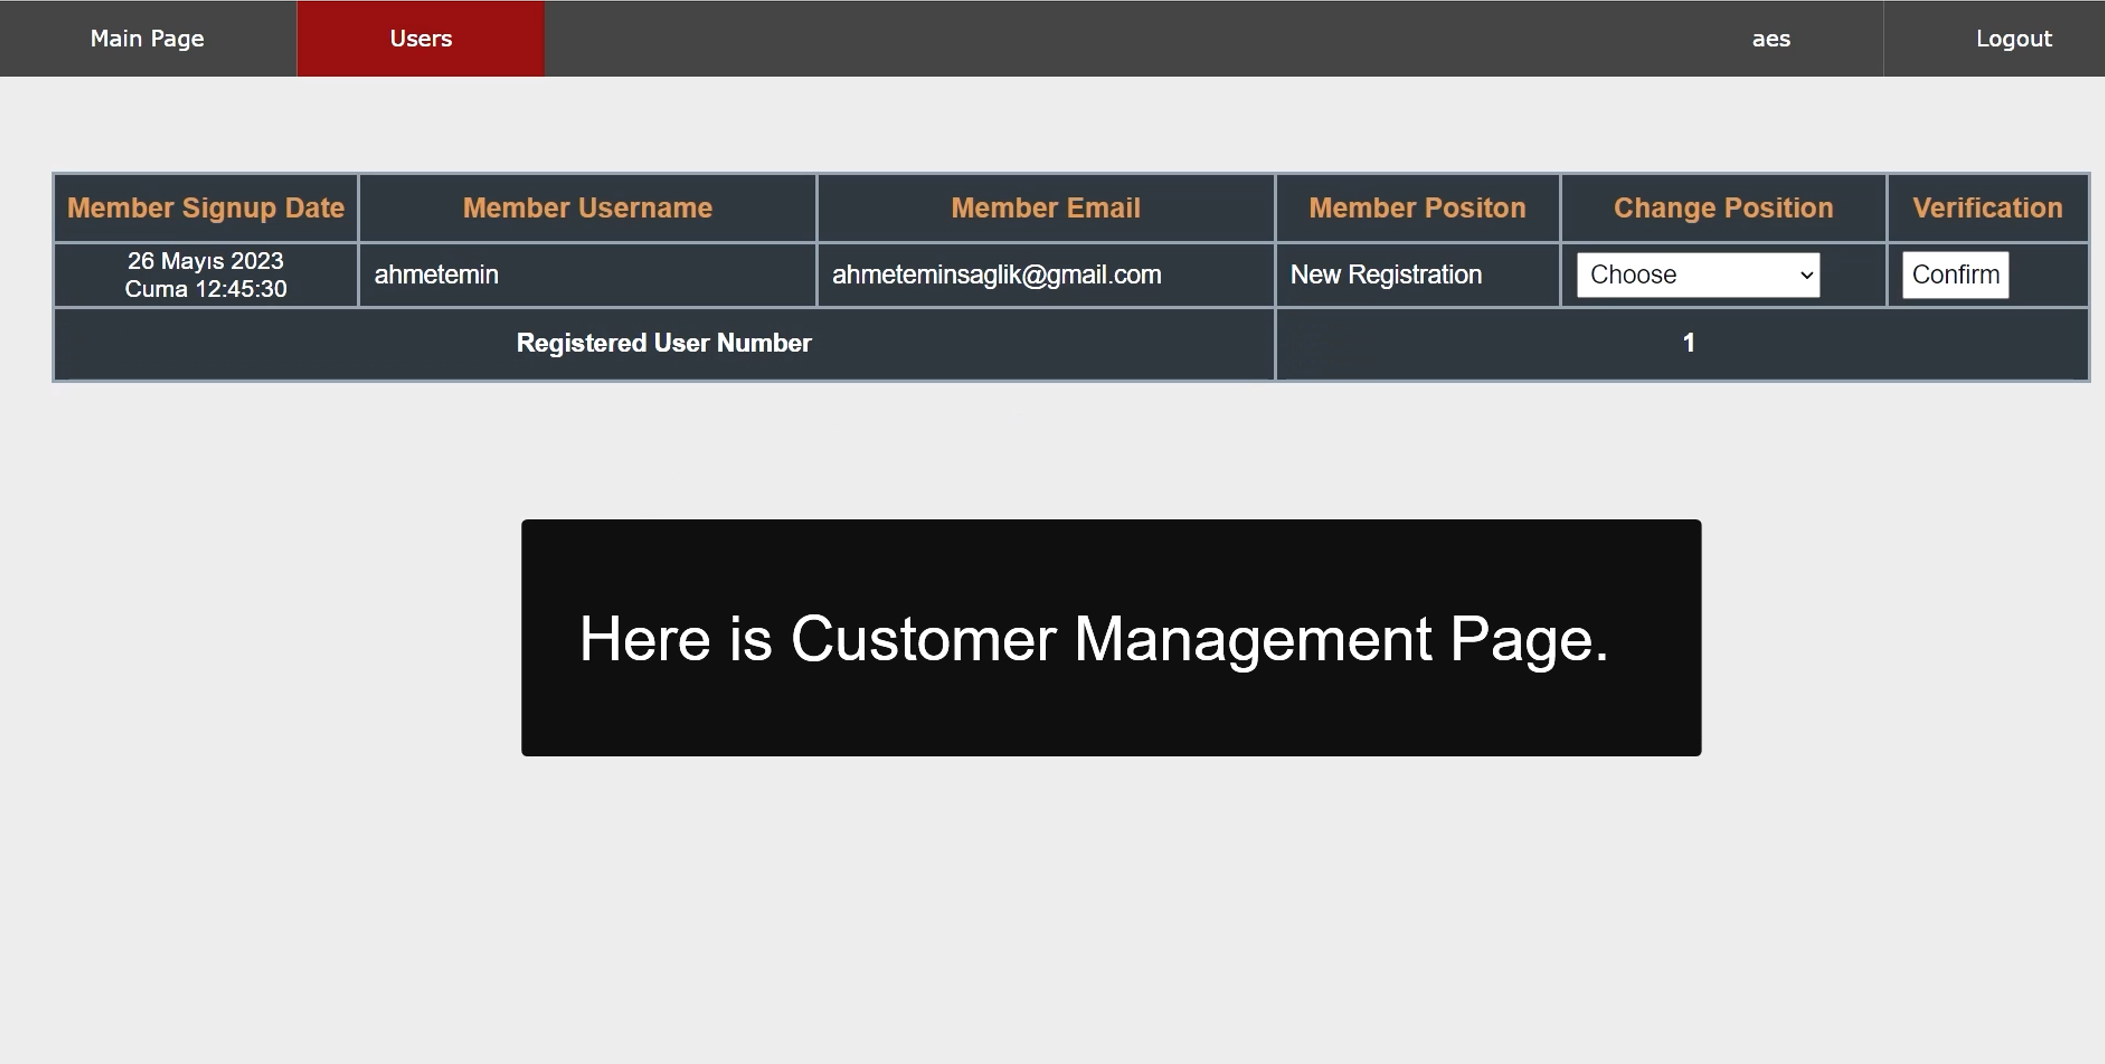 Main Page Users aes Logout
Member Signup Date Member Username Member Email Member Positon Change Position Verification
26 Mayıs 2023
Cuma 12:45:30
ahmetemin ahmeteminsaglik@gmail.com New Registration Choose Confirm
Registered User Number 1
Here is Customer Management Page.